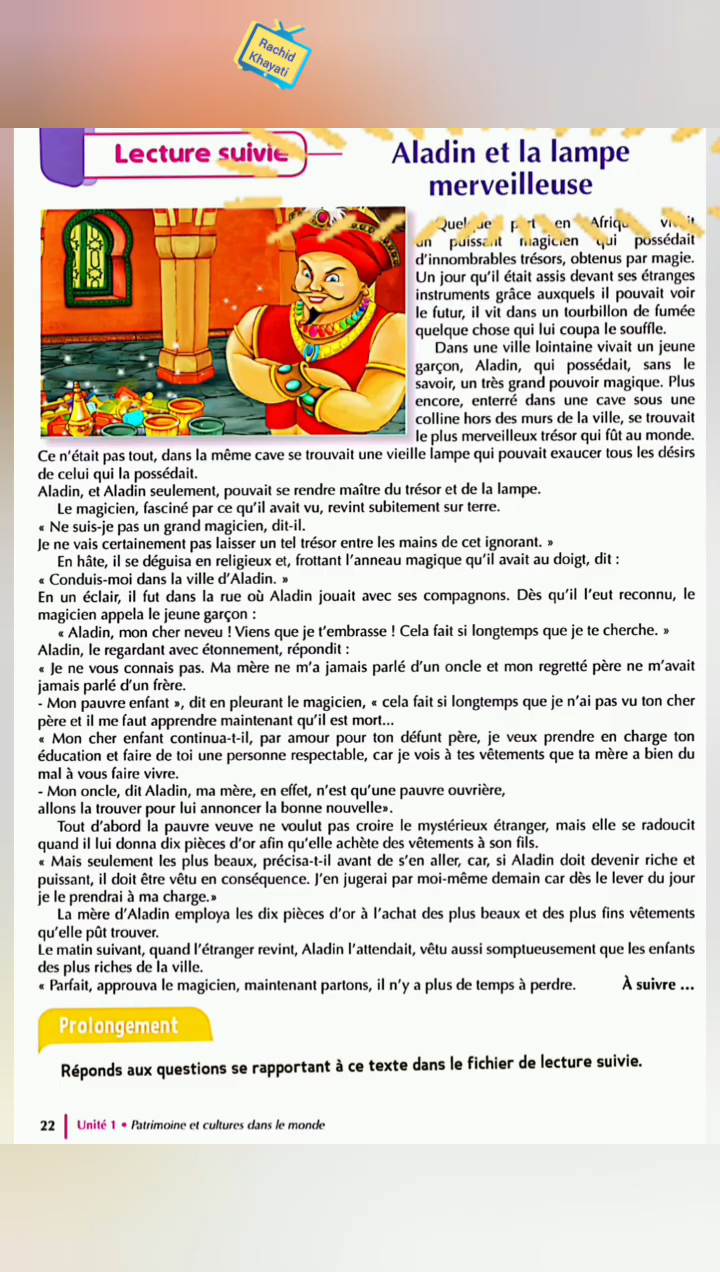 Rachid
Khayati
Lecture suivie
Aladin et la lampe
merveilleuse
en
un puissant magicien qui possédait
d'innombrables trésors, obtenus par magie.
Un jour qu'il était assis devant ses étranges
instruments grâce auxquels il pouvait voir
le futur, il vit dans un tourbillon de fumée
quelque chose qui lui coupa le souffle.
Dans une ville lointaine vivait un jeune
garçon, Aladin, qui possédait, sans le
savoir, un très grand pouvoir magique. Plus
encore, enterré dans une cave sous une
colline hors des murs de la ville, se trouvait
le plus merveilleux trésor qui fût au monde.
Ce n'était pas tout, dans la même cave se trouvait une vieille lampe qui pouvait exaucer tous les désirs
de celui qui la possédait.
Aladin, et Aladin seulement, pouvait se rendre maître du trésor et de la lampe.
Le magicien, fasciné par ce qu'il avait vu, revint subitement sur terre.
« Ne suis-je pas un grand magicien, dit-il.
Je ne vais certainement pas laisser un tel trésor entre les mains de cet ignorant. »
En hâte, il se déguisa en religieux et, frottant l'anneau magique qu'il avait au doigt, dit :
« Conduis-moi dans la ville d'Aladin. »
En un éclair, il fut dans la rue où Aladin jouait avec ses compagnons. Dès qu'il l'eut reconnu, le
magicien appela le jeune garçon :
« Aladin, mon cher neveu ! Viens que je t'embrasse ! Cela fait si longtemps que je te cherche. »
Aladin, le regardant avec étonnement, répondit :
« Je ne vous connais pas. Ma mère ne m'a jamais parlé d'un oncle et mon regretté père ne m'avait
jamais parlé d'un frère.
- Mon pauvre enfant », dit en pleurant le magicien, « cela fait si longtemps que je n'ai pas vu ton cher
père et il me faut apprendre maintenant qu'il est mort...
« Mon cher enfant continua-t-il, par amour pour ton défunt père, je veux prendre en charge ton
éducation et faire de toi une personne respectable, car je vois à tes vêtements que ta mère a bien du
mal à vous faire vivre.
- Mon oncle, dit Aladin, ma mère, en effet, n'est qu'une pauvre ouvrière,
allons la trouver pour lui annoncer la bonne nouvelle».
Tout d'abord la pauvre veuve ne voulut pas croire le mystérieux étranger, mais elle se radoucit
quand il lui donna dix pièces d'or afin qu'elle achète des vêtements à son fils.
« Mais seulement les plus beaux, précisa-t-il avant de s'en aller, car, si Aladin doit devenir riche et
puissant, il doit être vêtu en conséquence. J'en jugerai par moi-même demain car dès le lever du jour
je le prendrai à ma charge.»
La mère d'Aladin employa les dix pièces d'or à l'achat des plus beaux et des plus fins vêtements
qu'elle pût trouver.
Le matin suivant, quand l'étranger revint, Aladin l'attendait, vêtu aussi somptueusement que les enfants
des plus riches de la ville.
« Parfait, approuva le magicien, maintenant partons, il n'y a plus de temps à perdre. À suivre ...
Prolongement
Réponds aux questions se rapportant à ce texte dans le fichier de lecture suivie.
22 Unité 1 • Patrimoine et cultures dans le monde